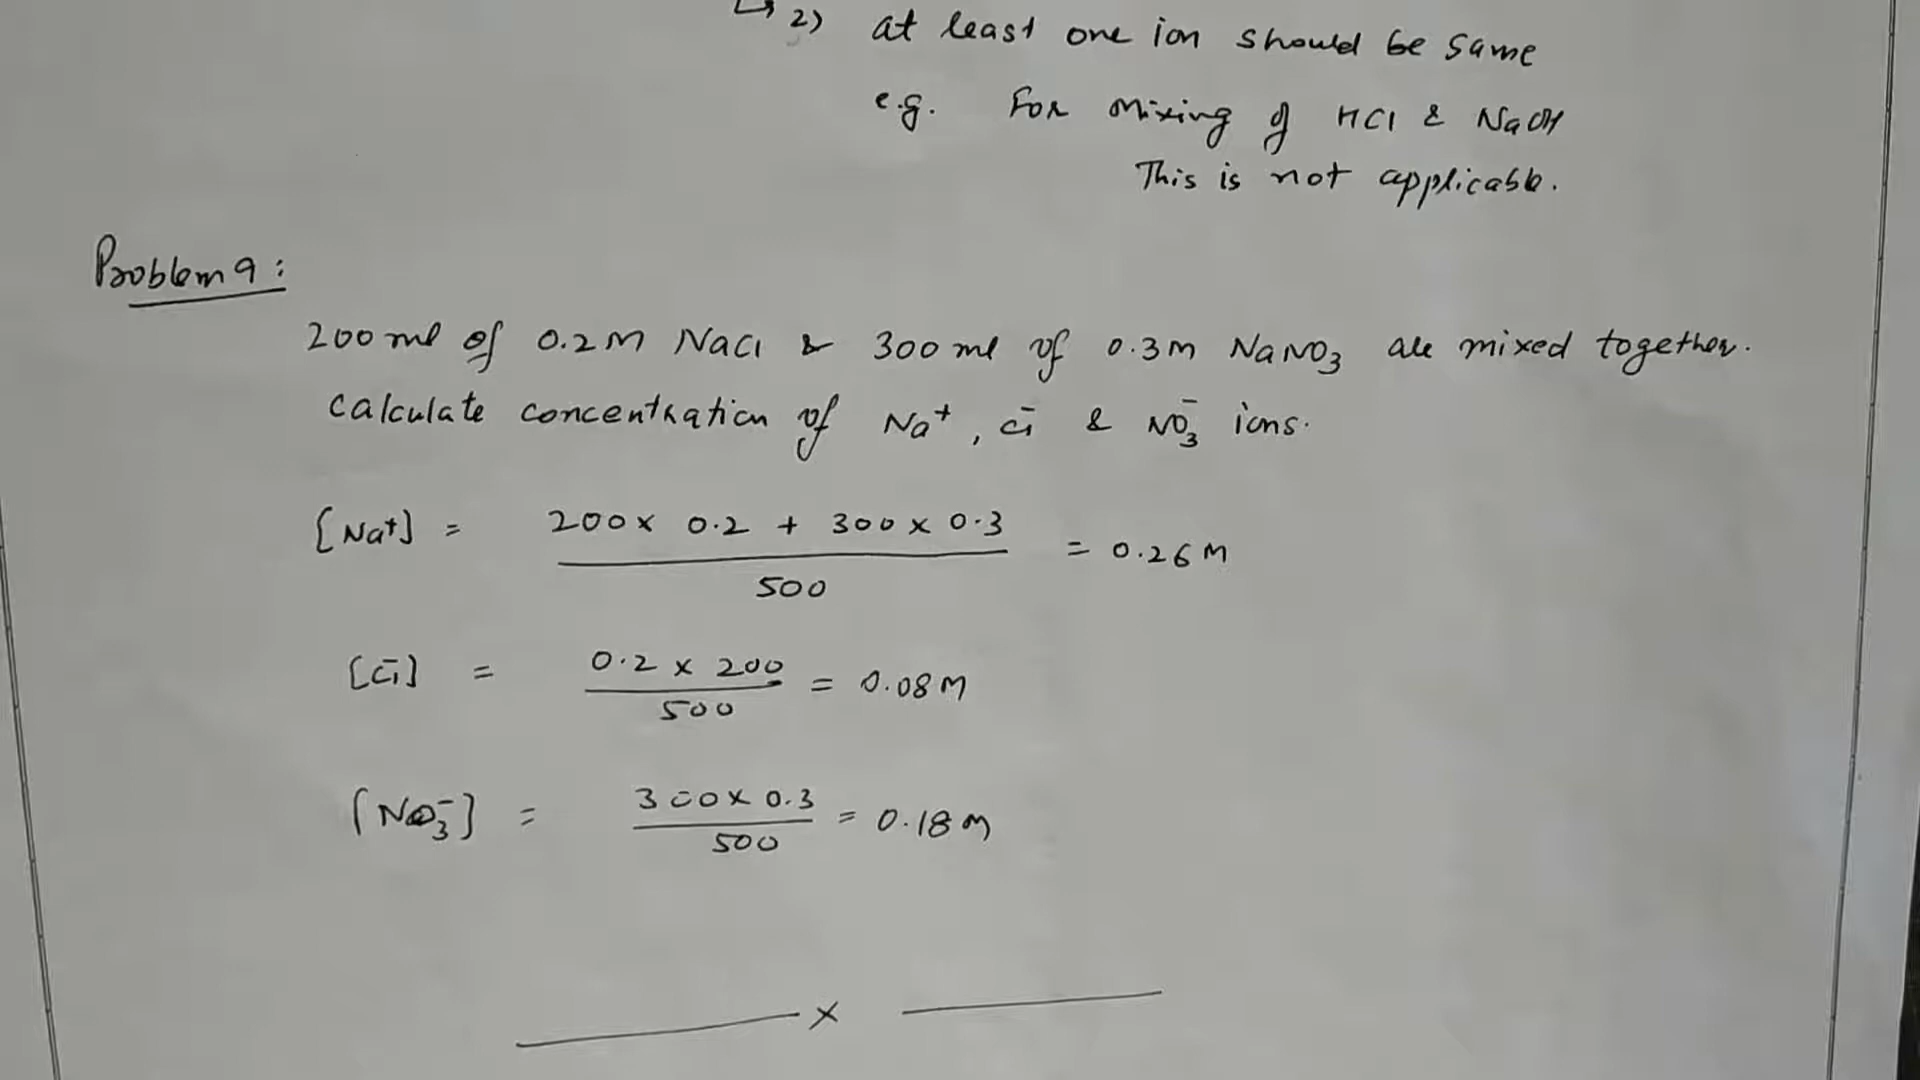 ↳ 2) at least one ion should be same
e.g. For mixing of HCl & NaOH
This is not applicable.
Problem 9:
200 ml of 0.2M NaCl & 300 ml of 0.3M NaNO₃ are mixed together.
calculate concentration of Na⁺, Cl⁻ & NO₃⁻ ions.
[Na⁺] = 200 x 0.2 + 300 x 0.3 / 500 = 0.26 M
[Cl⁻] = 0.2 x 200 / 500 = 0.08 M
[NO₃⁻] = 300 x 0.3 / 500 = 0.18 M
—— x ——